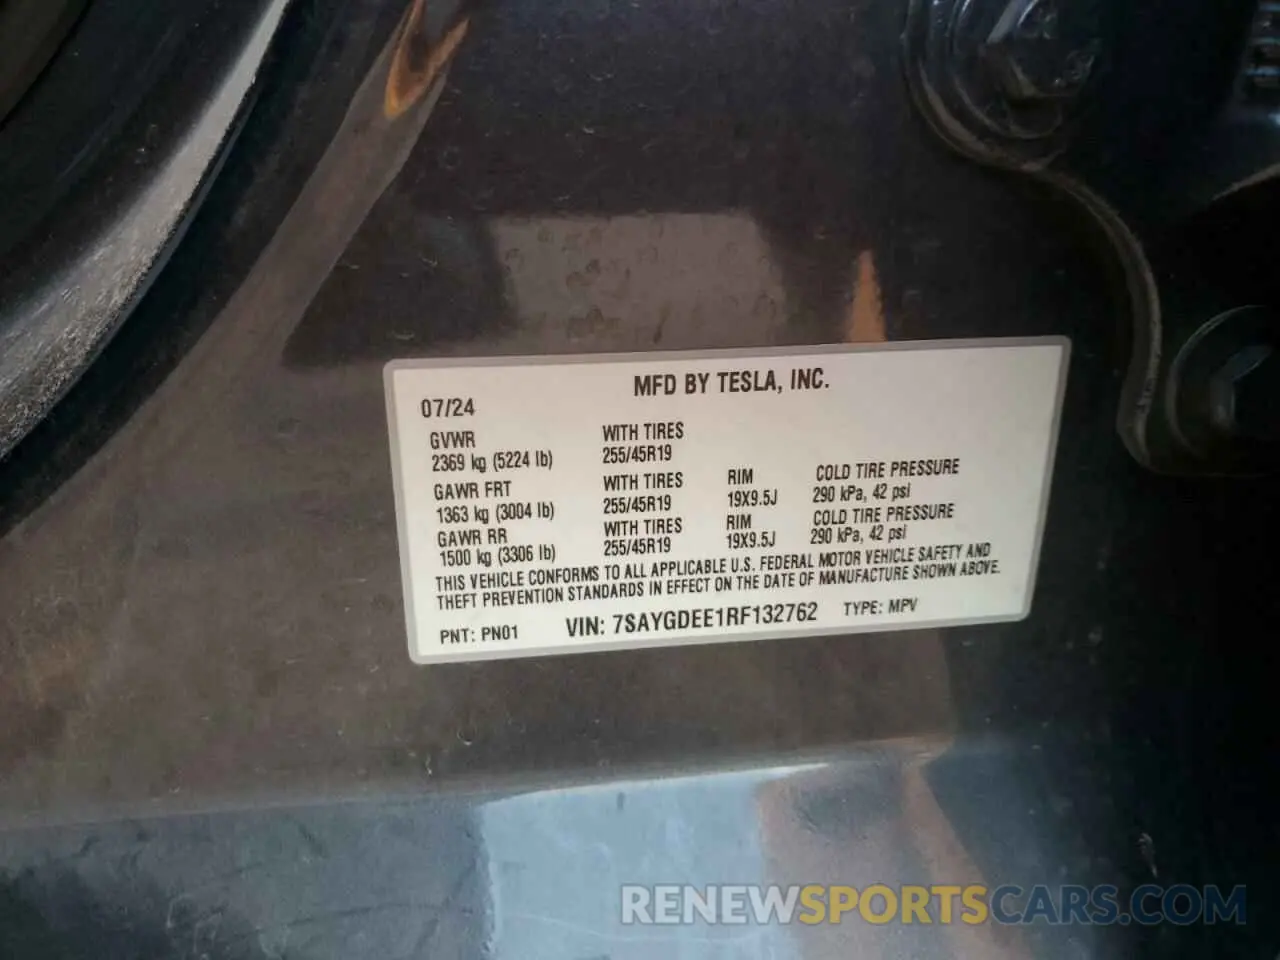 MFD BY TESLA, INC.
07/24
GVWR WITH TIRES
2369 kg (5224 lb) 255/45R19
GAWR FRT WITH TIRES RIM COLD TIRE PRESSURE
1363 kg (3004 lb) 255/45R19 19X9.5J 290 kPa, 42 psi
GAWR RR WITH TIRES RIM COLD TIRE PRESSURE
1500 kg (3306 lb) 255/45R19 19X9.5J 290 kPa, 42 psi
THIS VEHICLE CONFORMS TO ALL APPLICABLE U.S. FEDERAL MOTOR VEHICLE SAFETY AND
THEFT PREVENTION STANDARDS IN EFFECT ON THE DATE OF MANUFACTURE SHOWN ABOVE.
PNT: PN01 VIN: 7SAYGDEE1RF132762 TYPE: MPV
RENEWSPORTSCARS.COM